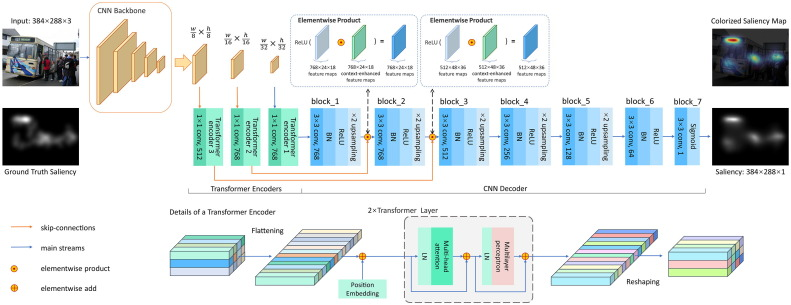 Input: 384×288×3
CNN Backbone
w/8 × h/8
w/16 × h/16
w/32 × h/32
Elementwise Product
ReLU ( ) =
768×24×18
feature maps
768×24×18
context-enhanced
feature maps
768×24×18
feature maps
Elementwise Product
ReLU ( ) =
512×48×36
feature maps
512×48×36
context-enhanced
feature maps
512×48×36
feature maps
Colorized Saliency Map
Ground Truth Saliency
1×1 conv, 512
Transformer
encoder 3
1×1 conv, 768
Transformer
encoder 2
1×1 conv, 768
Transformer
encoder 1
block_1
3×3 conv, 768
BN
ReLU
×2 upsampling
block_2
3×3 conv, 768
BN
ReLU
×2 upsampling
block_3
3×3 conv, 512
BN
ReLU
×2 upsampling
block_4
3×3 conv, 256
BN
ReLU
×2 upsampling
block_5
3×3 conv, 128
BN
ReLU
×2 upsampling
block_6
3×3 conv, 64
BN
ReLU
block_7
3×3 conv, 1
Sigmoid
Saliency: 384×288×1
Transformer Encoders
CNN Decoder
skip-connections
main streams
elementwise product
elementwise add
Details of a Transformer Encoder
Flattening
Position
Embedding
2×Transformer Layer
LN
Multi-head
attention
LN
Multilayer
perceptron
Reshaping